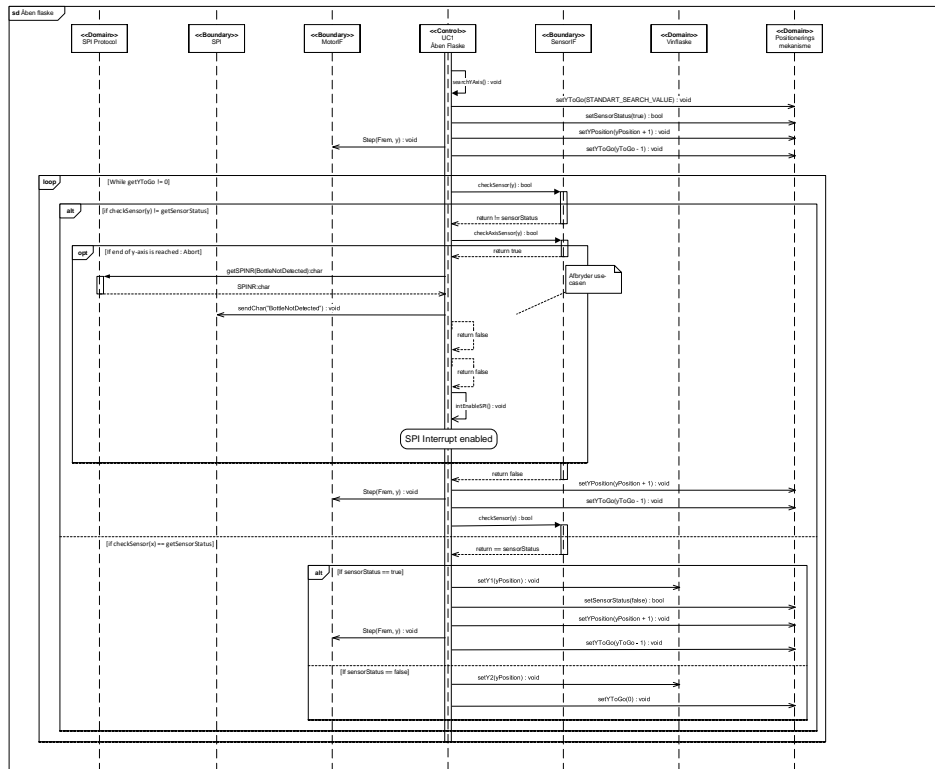 sd Åben flaske
<<Domain>>
SPI Protocol
<<Boundary>>
SPI
<<Boundary>>
MotorIF
<<Control>>
UC1
Åben Flaske
<<Boundary>>
SensorIF
<<Domain>>
Vinflaske
<<Domain>>
Positionerings
mekanisme
searchYAxis() : void
setYToGo(STANDART_SEARCH_VALUE) : void
setSensorStatus(true) : bool
setYPosition(yPosition + 1) : void
Step(Frem, y) : void
setYToGo(yToGo - 1) : void
loop
[While getYToGo != 0]
checkSensor(y) : bool
alt
[if checkSensor(y) != getSensorStatus]
return != sensorStatus
checkAxisSensor(y) : bool
opt
[If end of y-axis is reached : Abort]
return true
getSPINR(BottleNotDetected):char
Afbryder use-
casen
SPINR:char
sendChar("BottleNotDetected") : void
return false
return false
intEnableSPI() : void
SPI Interrupt enabled
return false
setYPosition(yPosition + 1) : void
Step(Frem, y) : void
setYToGo(yToGo - 1) : void
checkSensor(y) : bool
[if checkSensor(x) == getSensorStatus]
return == sensorStatus
alt
[If sensorStatus == true]
setY1(yPosition) : void
setSensorStatus(false) : bool
setYPosition(yPosition + 1) : void
Step(Frem, y) : void
setYToGo(yToGo - 1) : void
[If sensorStatus == false]
setY2(yPosition) : void
setYToGo(0) : void